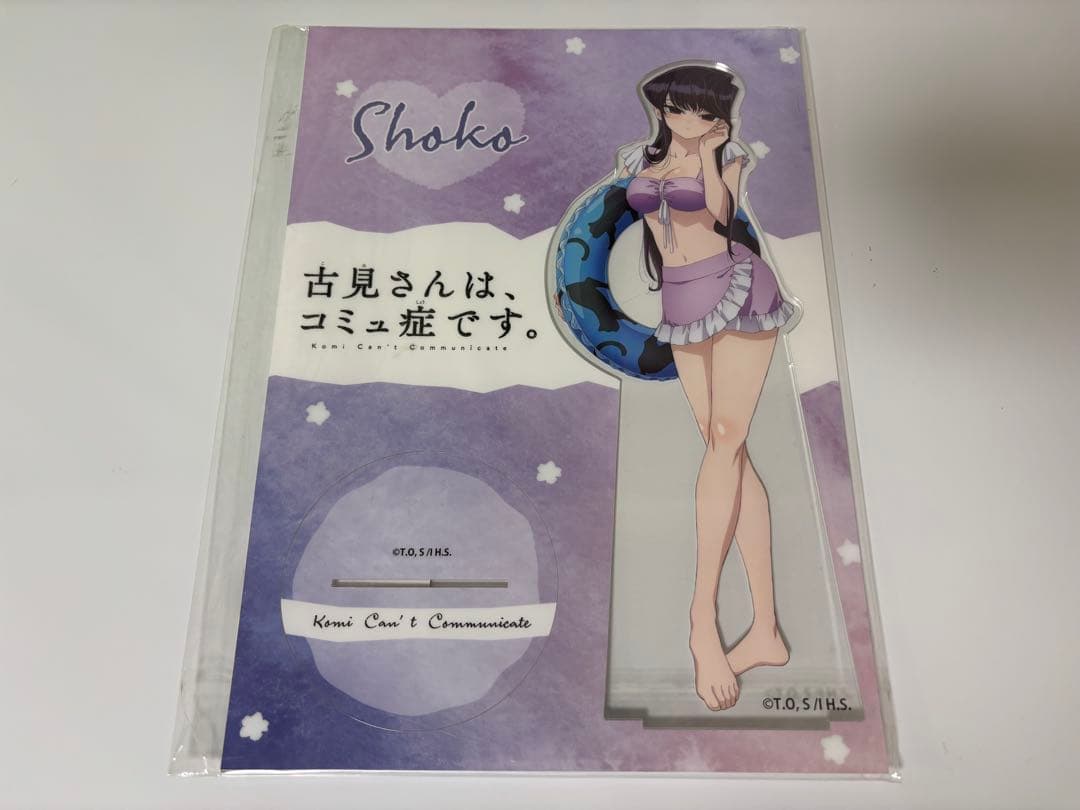 Shoko
古見さんは、
コミュ症です。
Komi Can't Communicate
©T.O, S /I H.S.
Komi Can't Communicate
©T.O, S /I H.S.